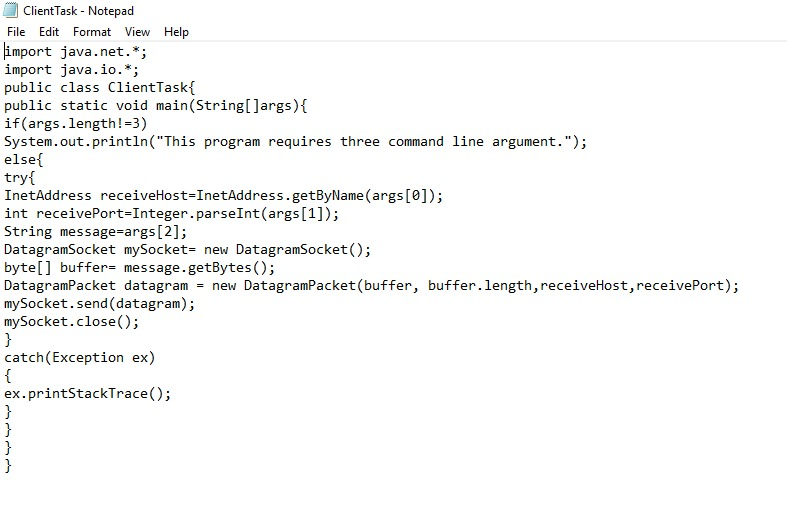 ClientTask - Notepad
File Edit Format View Help
import java.net.*;
import java.io.*;
public class ClientTask{
public static void main(String[]args){
if(args.length!=3)
System.out.println("This program requires three command line argument.");
else{
try{
InetAddress receiveHost=InetAddress.getByName(args[0]);
int receivePort=Integer.parseInt(args[1]);
String message=args[2];
DatagramSocket mySocket= new DatagramSocket();
byte[] buffer= message.getBytes();
DatagramPacket datagram = new DatagramPacket(buffer, buffer.length,receiveHost,receivePort);
mySocket.send(datagram);
mySocket.close();
}
catch(Exception ex)
{
ex.printStackTrace();
}
}
}
}